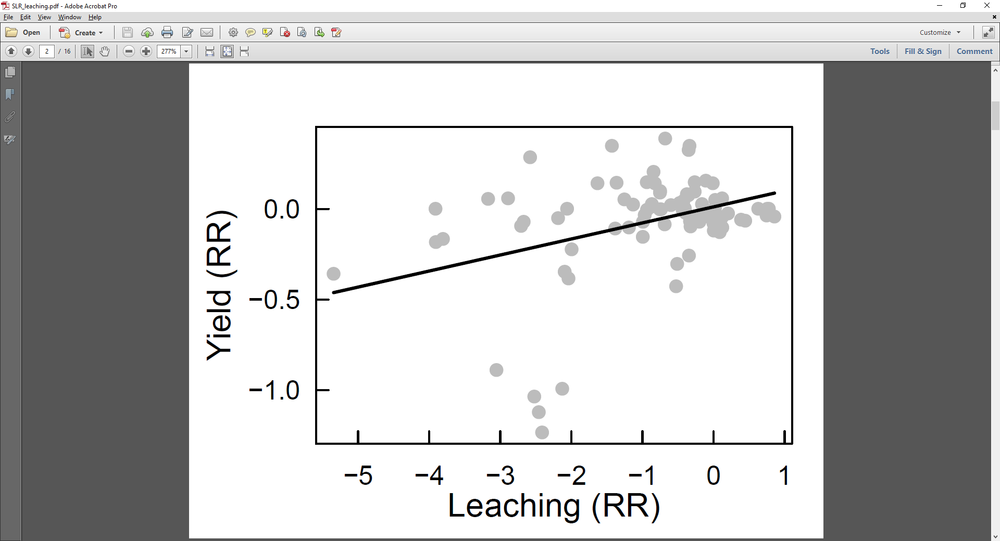 SLR_leaching.pdf - Adobe Acrobat Pro
File Edit View Window Help
Open Create Customize
2 / 16 277% Tools Fill & Sign Comment
Yield (RR)
0.0
−0.5
−1.0
−5 −4 −3 −2 −1 0 1
Leaching (RR)